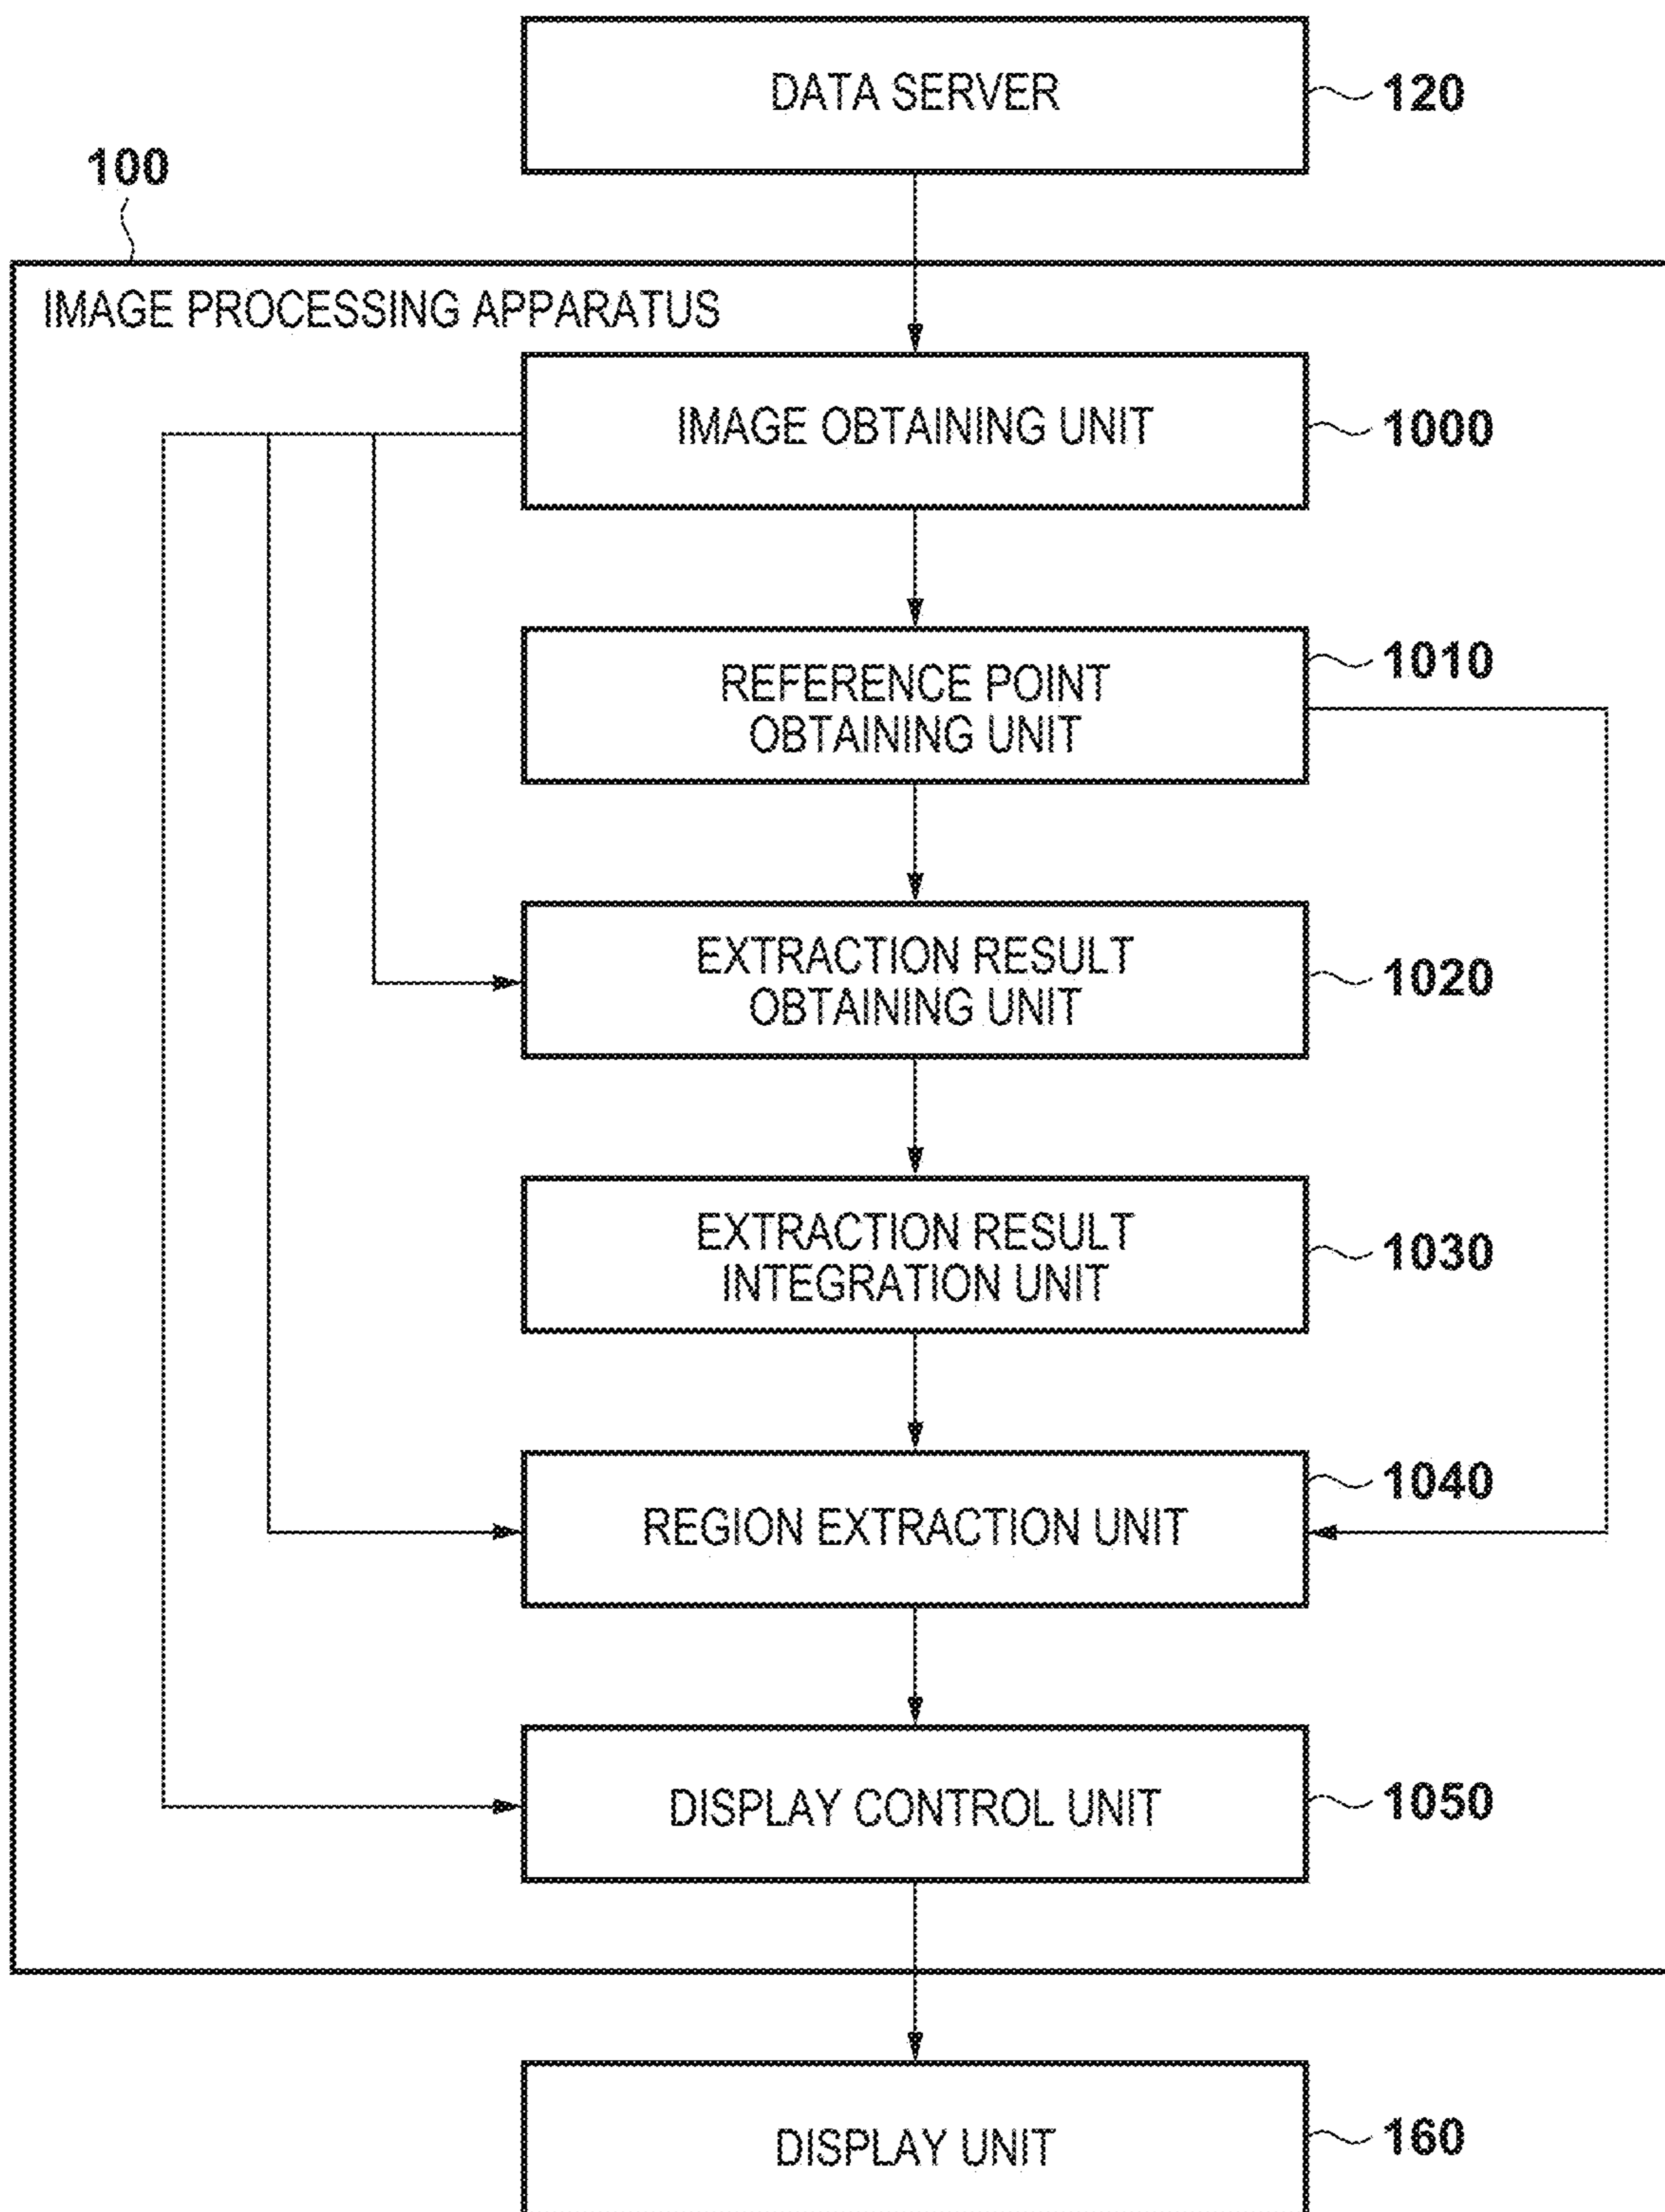 DATA SERVER
120
100
IMAGE PROCESSING APPARATUS
IMAGE OBTAINING UNIT
1000
REFERENCE POINT
OBTAINING UNIT
1010
EXTRACTION RESULT
OBTAINING UNIT
1020
EXTRACTION RESULT
INTEGRATION UNIT
1030
REGION EXTRACTION UNIT
1040
DISPLAY CONTROL UNIT
1050
DISPLAY UNIT
160